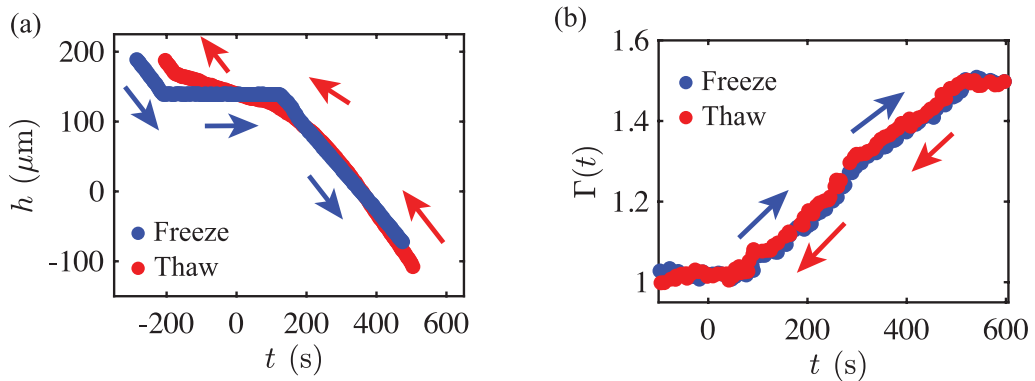 (a)
200
100
0
-100
h (μm)
Freeze
Thaw
-200 0 200 400 600
t (s)
(b)
1.6
1.4
1.2
1
Γ(t)
Freeze
Thaw
0 200 400 600
t (s)